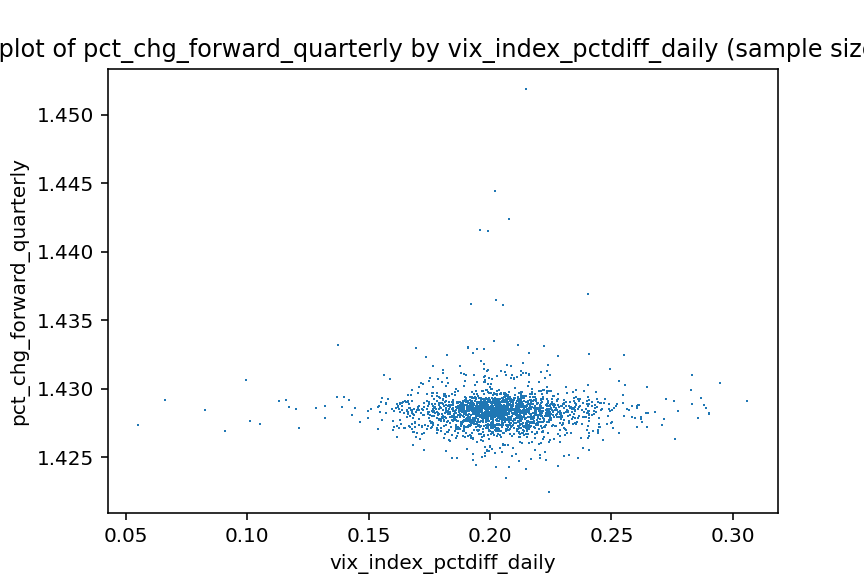 plot of pct_chg_forward_quarterly by vix_index_pctdiff_daily (sample
1.450
1.445
1.440
1.435
1.430
1.425
pct_chg_forward_quarterly
0.05 0.10 0.15 0.20 0.25 0.30
vix_index_pctdiff_daily